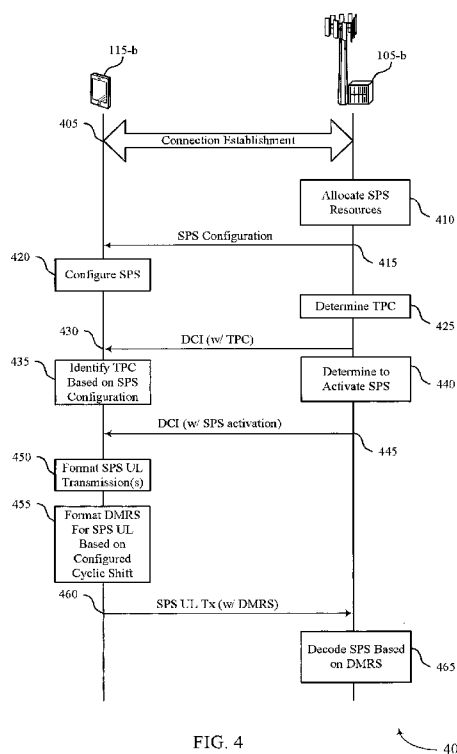 115-b
105-b
405
Connection Establishment
Allocate SPS
Resources
410
SPS Configuration
415
420
Configure SPS
Determine TPC
425
430
DCI (w/ TPC)
435
Identify TPC
Based on SPS
Configuration
Determine to
Activate SPS
440
DCI (w/ SPS activation)
445
450
Format SPS UL
Transmission(s)
455
Format DMRS
For SPS UL
Based on
Configured
Cyclic Shift
460
SPS UL Tx (w/ DMRS)
Decode SPS Based
on DMRS
465
FIG. 4
40